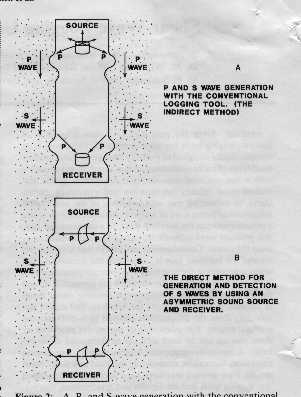 SOURCE
P
P
P
WAVE
P
WAVE
A
P AND S WAVE GENERATION
WITH THE CONVENTIONAL
LOGGING TOOL. (THE
INDIRECT METHOD)
S
WAVE
S
WAVE
P
P
RECEIVER
SOURCE
P
P
S
WAVE
S
WAVE
B
THE DIRECT METHOD FOR
GENERATION AND DETECTION
OF S WAVES BY USING AN
ASYMMETRIC SOUND SOURCE
AND RECEIVER.
P
P
RECEIVER
Figure 2: A. P- and S-wave generation with the conventional